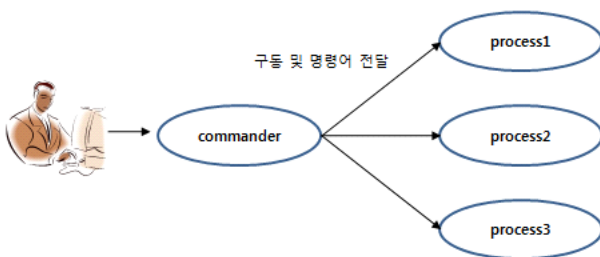 process1
구동 및 명령어 전달
commander
process2
process3